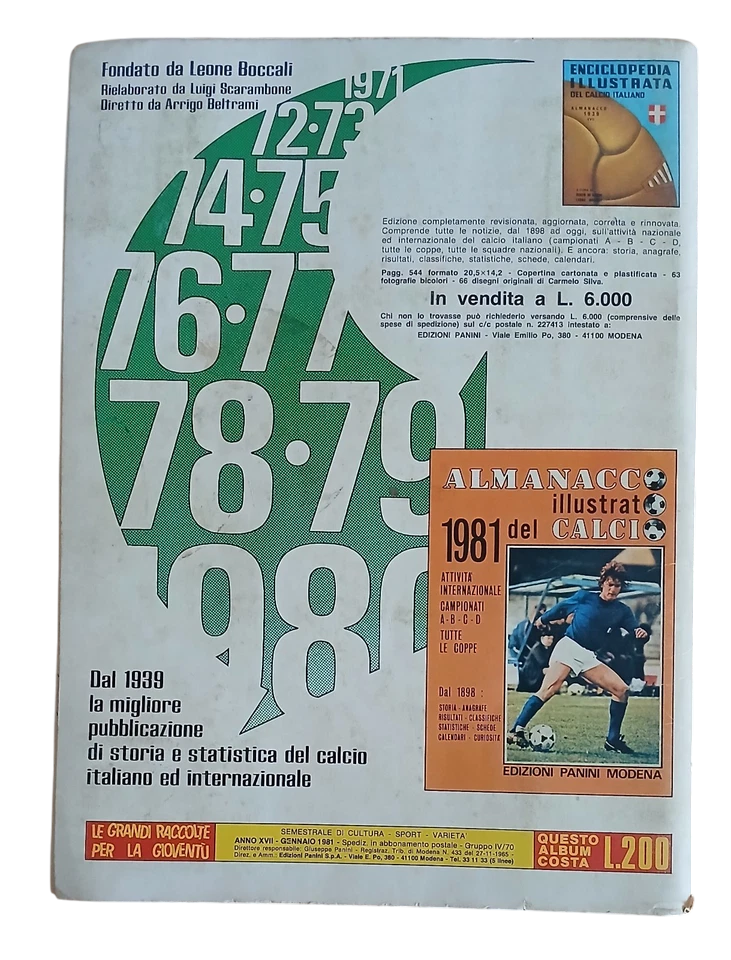 Fondato da Leone Boccali
Rielaborato da Luigi Scarambone
Diretto da Arrigo Beltrami
1971
72·73
74·75
76·77
78·79
1980
ENCICLOPEDIA
ILLUSTRATA
DEL CALCIO ITALIANO
ALMANACCO
1939
Edizione completamente revisionata, aggiornata, corretta e rinnovata.
Comprende tutte le notizie, dal 1898 ad oggi, sull'attività nazionale
ed internazionale del calcio italiano (campionati A - B - C - D,
tutte le coppe, tutte le squadre nazionali). E ancora: storia, anagrafe,
risultati, classifiche, statistiche, schede, calendari.
Pagg. 544 formato 20,5×14,2 - Copertina cartonata e plastificata - 63
fotografie bicolori - 66 disegni originali di Carmelo Silva.
In vendita a L. 6.000
Chi non lo trovasse può richiederlo versando L. 6.000 (comprensive delle
spese di spedizione) sul c/c postale n. 227413 intestato a:
EDIZIONI PANINI - Viale Emilio Po, 380 - 41100 MODENA
ALMANACCO
illustrato
1981 del CALCIO
ATTIVITÀ
INTERNAZIONALE
CAMPIONATI
A-B-C-D
TUTTE
LE COPPE
Dal 1898 :
STORIA - ANAGRAFE
RISULTATI - CLASSIFICHE
STATISTICHE - SCHEDE
CALENDARI - CURIOSITÀ
EDIZIONI PANINI MODENA
Dal 1939
la migliore
pubblicazione
di storia e statistica del calcio
italiano ed internazionale
LE GRANDI RACCOLTE
PER LA GIOVENTÙ
SEMESTRALE DI CULTURA - SPORT - VARIETA'
ANNO XVII - GENNAIO 1981 - Spediz. in abbonamento postale - Gruppo IV/70
Direttore responsabile: Giuseppe Panini - Registraz. Trib. di Modena N. 433 del 27-11-1965 -
Direz. e Amm.: Edizioni Panini S.p.A. - Viale E. Po, 380 - 41100 Modena - Tel. 33 11 33 (5 linee)
QUESTO
ALBUM
COSTA
L.200